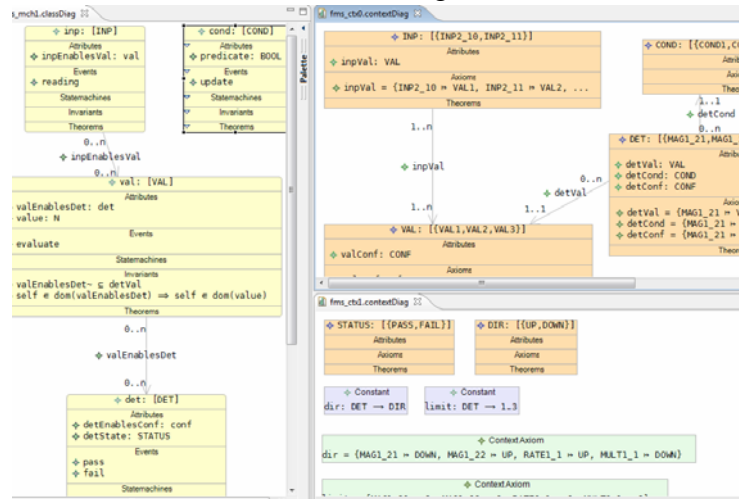 s_mch1.classDiag
inp: [INP]
Attributes
inpEnablesVal: val
Events
reading
Statemachines
Invariants
Theorems
cond: [COND]
Attributes
predicate: BOOL
Events
update
Statemachines
Invariants
Theorems
Palette
0..n
inpEnablesVal
0..n
val: [VAL]
Attributes
valEnablesDet: det
value: N
Events
evaluate
Statemachines
Invariants
valEnablesDet~ ⊆ detVal
self ∈ dom(valEnablesDet) ⇒ self ∈ dom(value)
Theorems
0..n
valEnablesDet
0..n
det: [DET]
Attributes
detEnablesConf: conf
detState: STATUS
Events
pass
fail
Statemachines
fms_ctx0.contextDiag
INP: [{INP2_10,INP2_11}]
Attributes
inpVal: VAL
Axioms
inpVal = {INP2_10 ↦ VAL1, INP2_11 ↦ VAL2, ...
Theorems
COND: [{COND1,CO
Attri
Axi
Theo
1..1
detCond
0..n
1..n
inpVal
1..n
DET: [{MAG1_21,MAG1_
Attribu
detVal: VAL
detCond: COND
detConf: CONF
Axio
detVal = {MAG1_21 ↦ V
detCond = {MAG1_21 ↦
detConf = {MAG1_21 ↦
Theor
0..n
detVal
1..1
VAL: [{VAL1,VAL2,VAL3}]
Attributes
valConf: CONF
Axioms
fms_ctx1.contextDiag
STATUS: [{PASS,FAIL}]
Attributes
Axioms
Theorems
DIR: [{UP,DOWN}]
Attributes
Axioms
Theorems
Constant
dir: DET → DIR
Constant
limit: DET → 1..3
ContextAxiom
dir = {MAG1_21 ↦ DOWN, MAG1_22 ↦ UP, RATE1_1 ↦ UP, MULT1_1 ↦ DOWN}
ContextAxiom